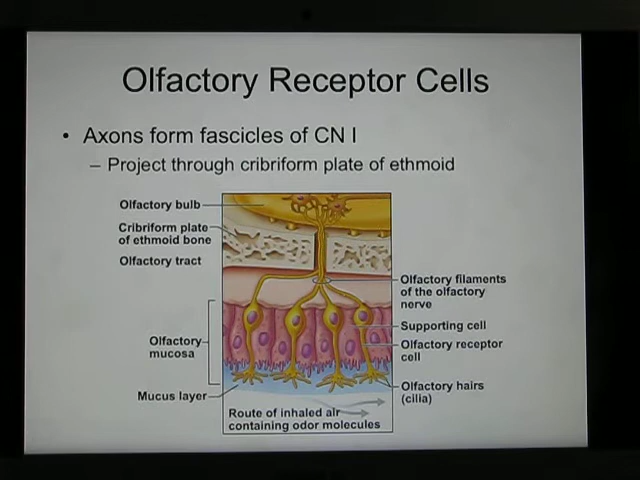 Olfactory Receptor Cells
• Axons form fascicles of CN I
– Project through cribriform plate of ethmoid
Olfactory bulb
Cribriform plate
of ethmoid bone
Olfactory tract
Olfactory filaments
of the olfactory
nerve
Supporting cell
Olfactory receptor
cell
Olfactory
mucosa
Olfactory hairs
(cilia)
Mucus layer
Route of inhaled air
containing odor molecules